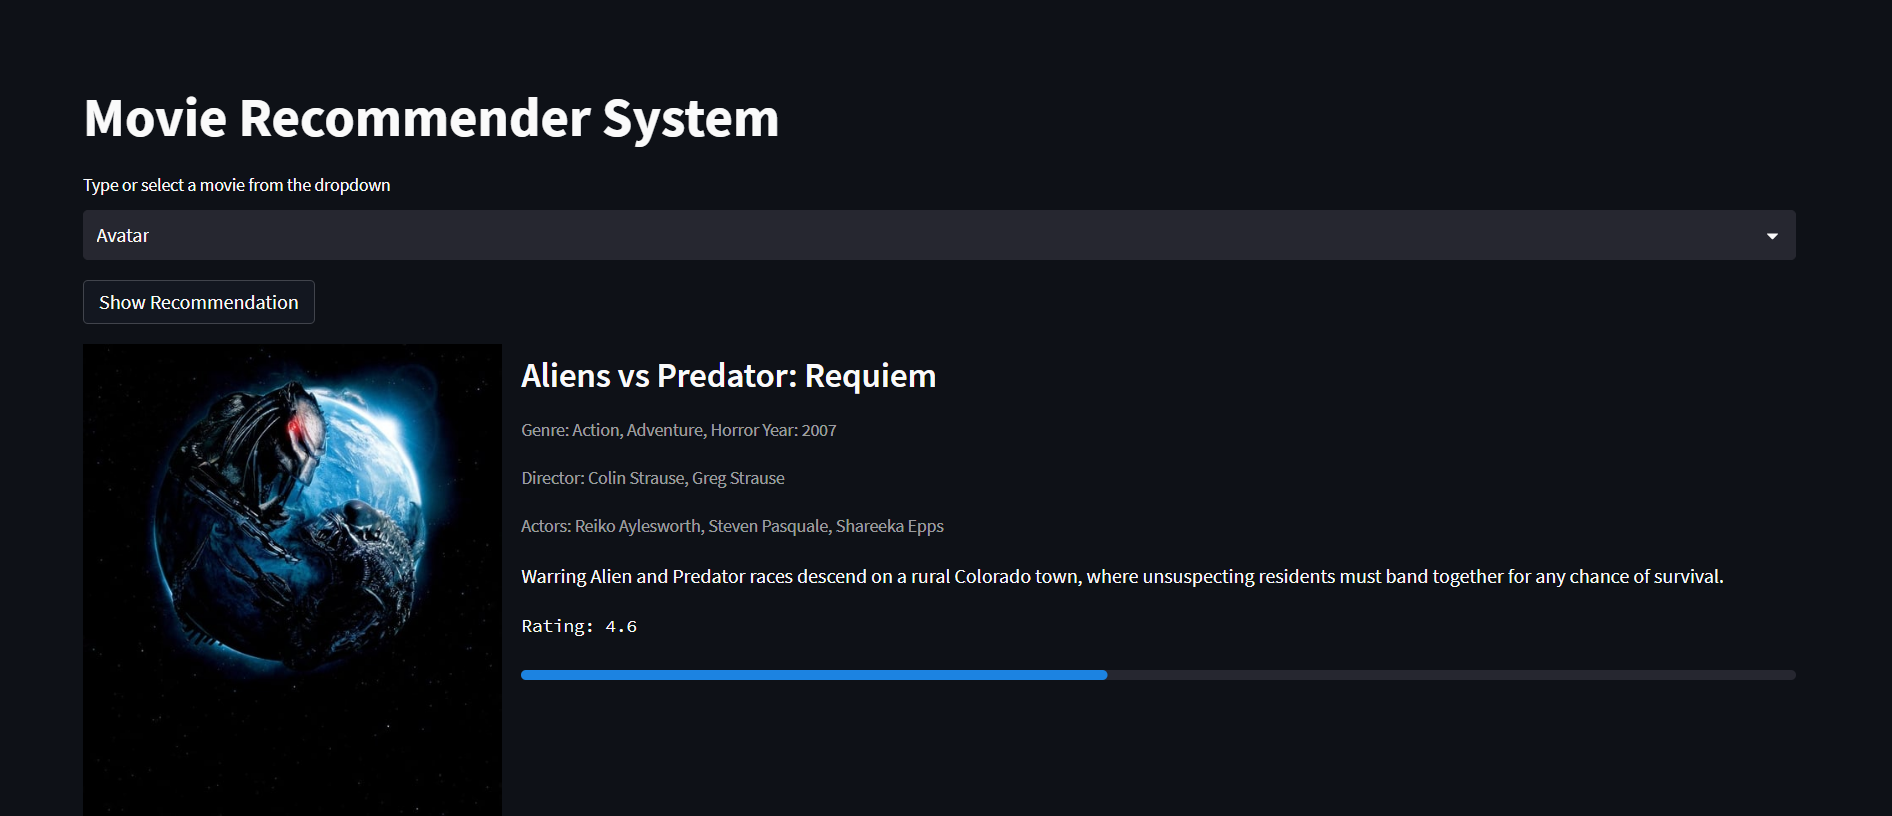 Movie Recommender System
Type or select a movie from the dropdown
Avatar
Show Recommendation
Aliens vs Predator: Requiem
Genre: Action, Adventure, Horror Year: 2007
Director: Colin Strause, Greg Strause
Actors: Reiko Aylesworth, Steven Pasquale, Shareeka Epps
Warring Alien and Predator races descend on a rural Colorado town, where unsuspecting residents must band together for any chance of survival.
Rating: 4.6